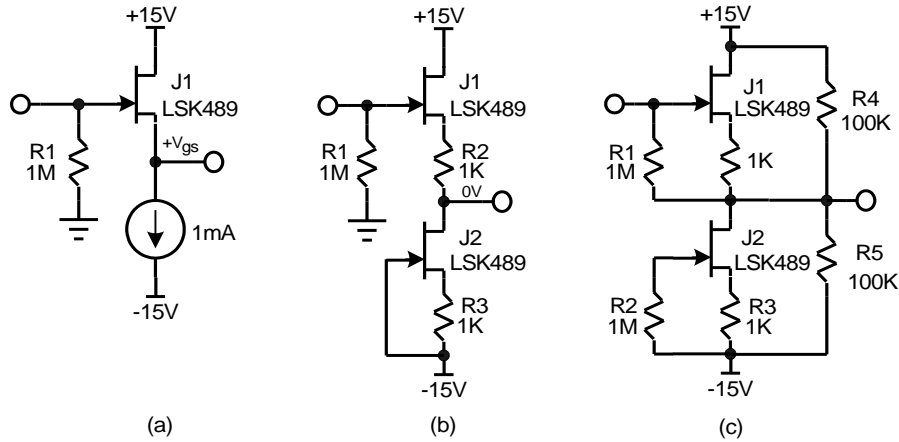 +15V
J1
LSK489
R1
1M
+Vgs
1mA
-15V
(a)
+15V
J1
LSK489
R1
1M
R2
1K
0V
J2
LSK489
R3
1K
-15V
(b)
+15V
J1
LSK489
R4
100K
R1
1M
1K
J2
LSK489
R5
100K
R2
1M
R3
1K
-15V
(c)